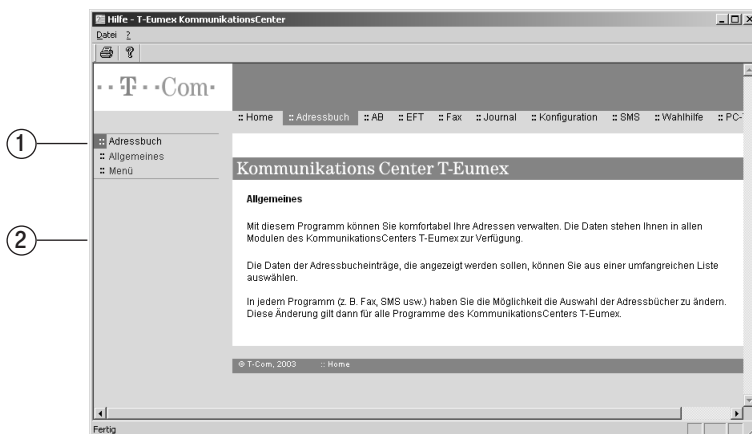 Hilfe - T-Eumex KommunikationsCenter
Datei ?
· · T · · Com ·
:: Home :: Adressbuch :: AB :: EFT :: Fax :: Journal :: Konfiguration :: SMS :: Wahlhilfe :: PC-
1
:: Adressbuch
:: Allgemeines
:: Menü
2
Kommunikations Center T-Eumex
Allgemeines
Mit diesem Programm können Sie komfortabel Ihre Adressen verwalten. Die Daten stehen Ihnen in allen
Modulen des KommunikationsCenters T-Eumex zur Verfügung.
Die Daten der Adressbucheinträge, die angezeigt werden sollen, können Sie aus einer umfangreichen Liste
auswählen.
In jedem Programm (z. B. Fax, SMS usw.) haben Sie die Möglichkeit die Auswahl der Adressbücher zu ändern.
Diese Änderung gilt dann für alle Programme des KommunikationsCenters T-Eumex.
© T-Com, 2003 :: Home
Fertig